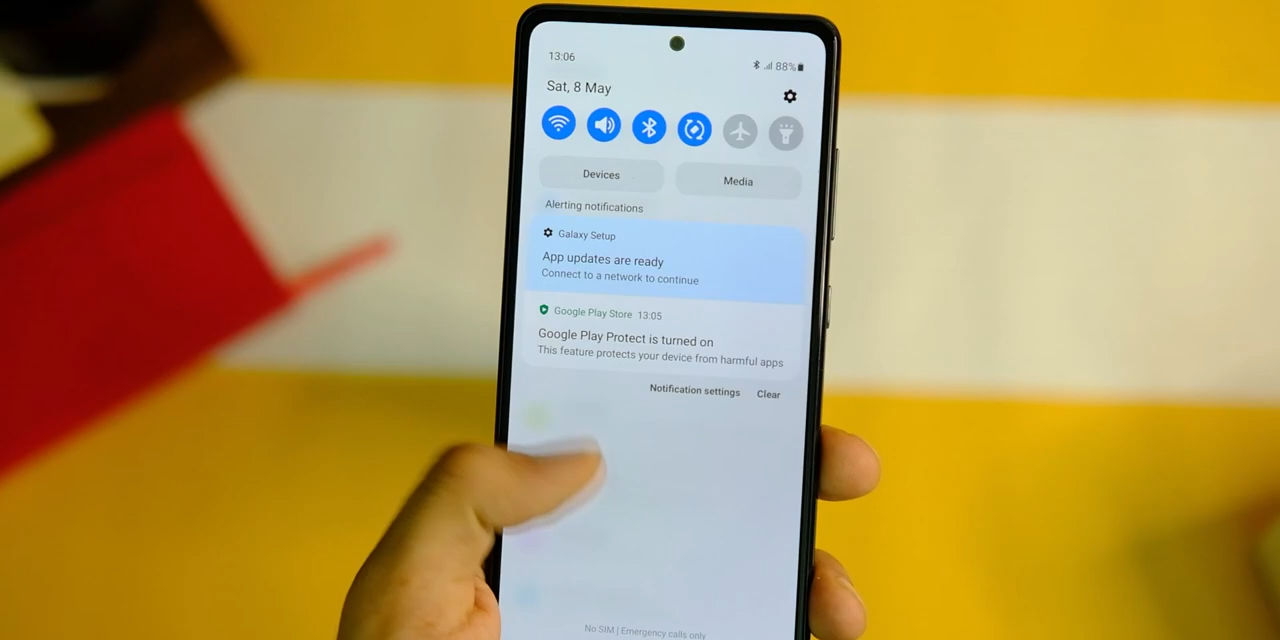 13:06
88%
Sat, 8 May
Devices
Media
Alerting notifications
Galaxy Setup
App updates are ready
Connect to a network to continue
Google Play Store 13:05
Google Play Protect is turned on
This feature protects your device from harmful apps
Notification settings Clear
No SIM | Emergency calls only